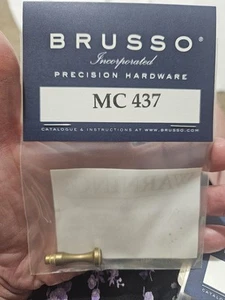 BRUSSO®
Incorporated
PRECISION HARDWARE
MC 437
CATALOGUE & INSTRUCTIONS AT WWW.BRUSSO.COM